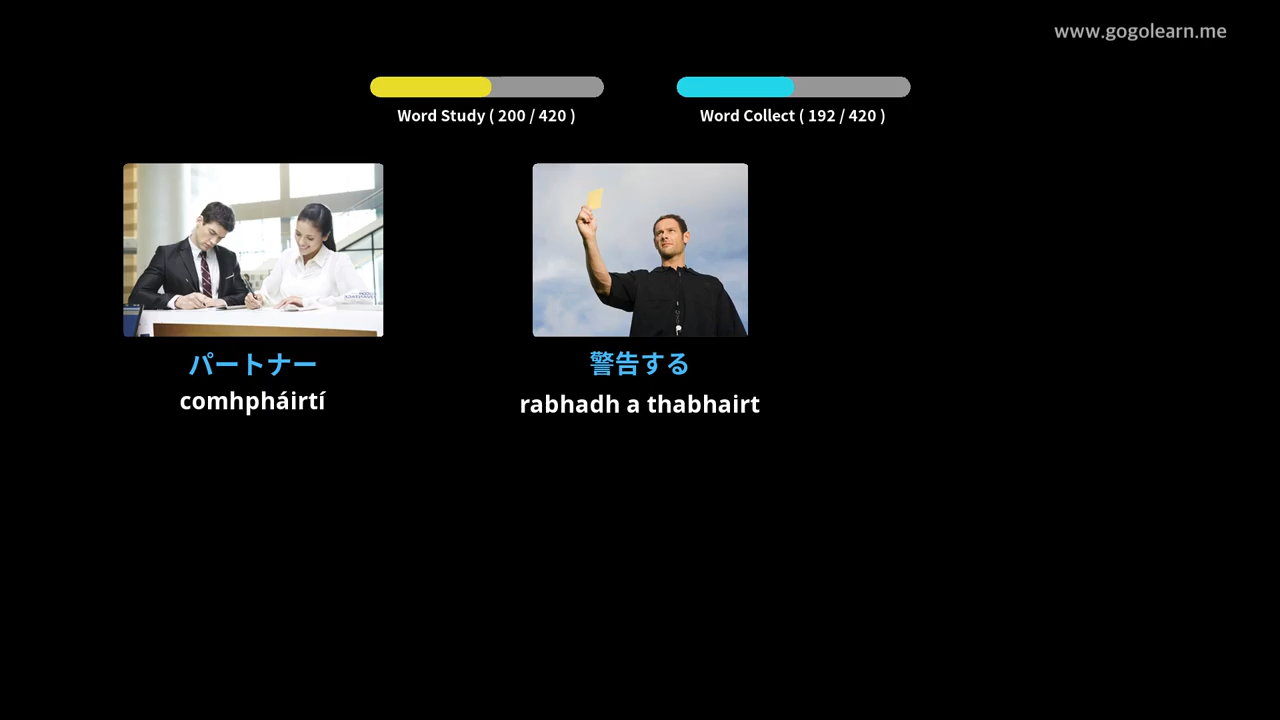 www.gogolearn.me
Word Study ( 200 / 420 )
Word Collect ( 192 / 420 )
パートナー
comhpháirtí
警告する
rabhadh a thabhairt